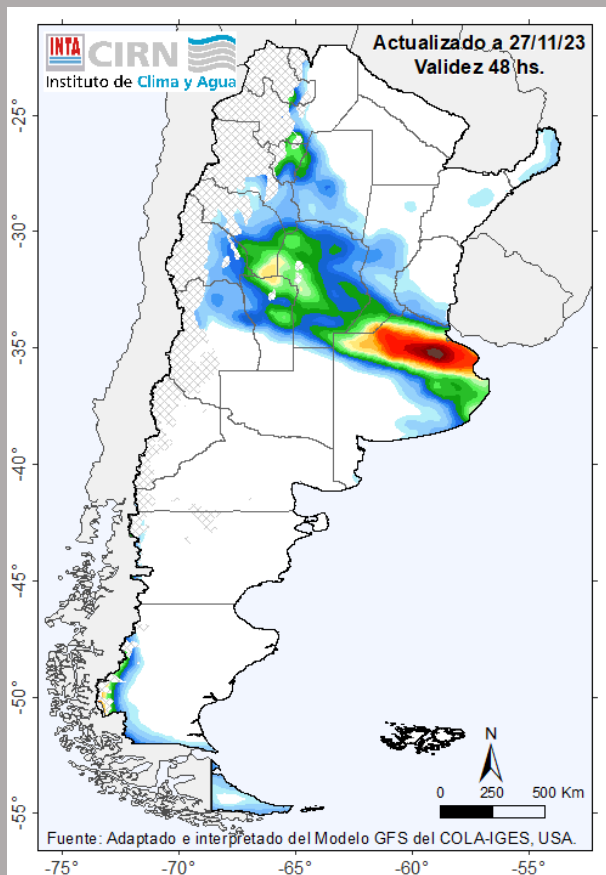 INTA CIRN
Instituto de Clima y Agua
Actualizado a 27/11/23
Validez 48 hs.
-25°
-30°
-35°
-40°
-45°
-50°
-55°
N
0 250 500 Km
Fuente: Adaptado e interpretado del Modelo GFS del COLA-IGES, USA.
-75° -70° -65° -60° -55°